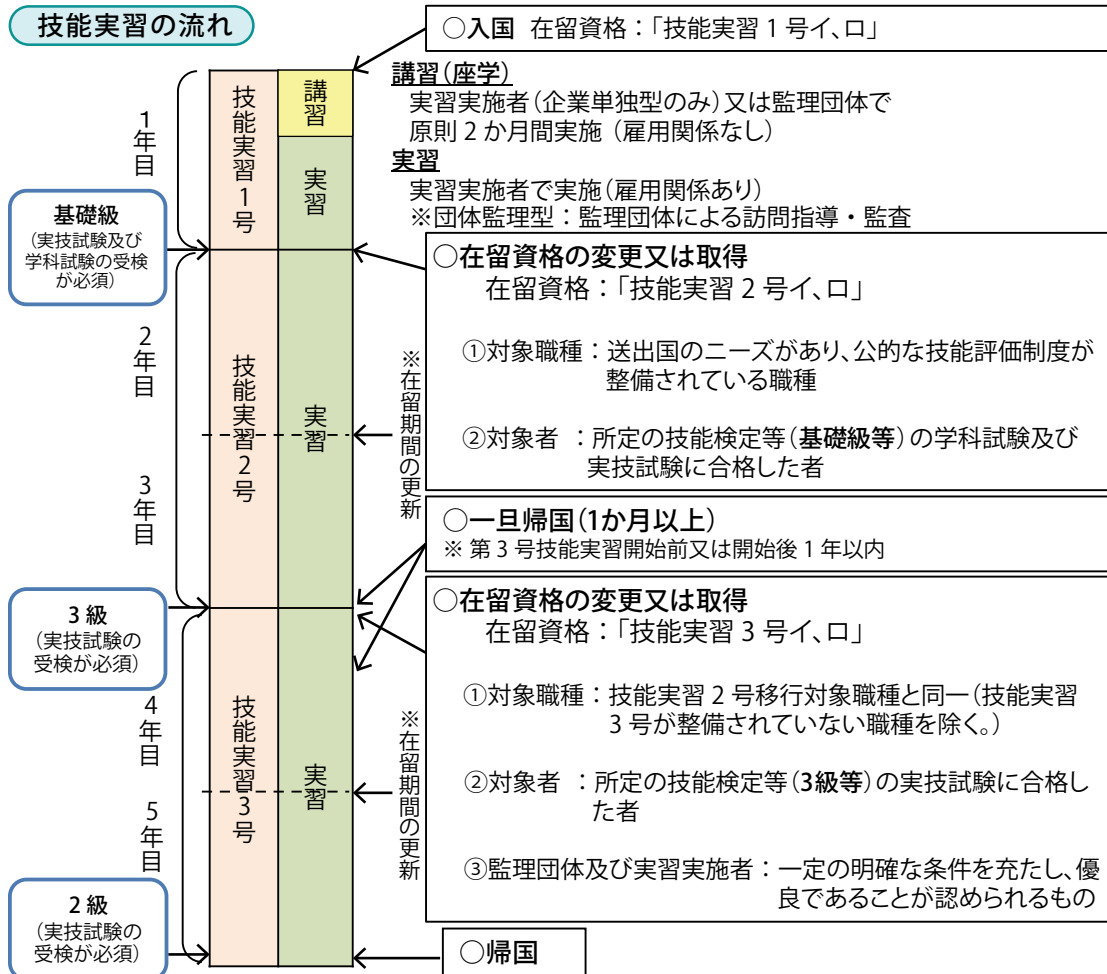 技能実習の流れ
○入国 在留資格：「技能実習１号イ、ロ」
講習（座学）
実習実施者（企業単独型のみ）又は監理団体で
原則２か月間実施（雇用関係なし）
実習
実習実施者で実施（雇用関係あり）
※団体監理型：監理団体による訪問指導・監査
1年目
技能実習1号
講習
実習
基礎級
（実技試験及び
学科試験の受検
が必須）
○在留資格の変更又は取得
在留資格：「技能実習２号イ、ロ」
①対象職種：送出国のニーズがあり、公的な技能評価制度が
整備されている職種
②対象者　：所定の技能検定等（基礎級等）の学科試験及び
実技試験に合格した者
2年目
3年目
技能実習2号
実習
※在留期間の更新
○一旦帰国（1か月以上）
※ 第３号技能実習開始前又は開始後１年以内
3級
（実技試験の
受検が必須）
○在留資格の変更又は取得
在留資格：「技能実習３号イ、ロ」
①対象職種：技能実習２号移行対象職種と同一（技能実習
３号が整備されていない職種を除く。）
②対象者　：所定の技能検定等（3級等）の実技試験に合格し
た者
③監理団体及び実習実施者：一定の明確な条件を充たし、優
良であることが認められるもの
4年目
5年目
技能実習3号
実習
※在留期間の更新
2級
（実技試験の
受検が必須）
○帰国